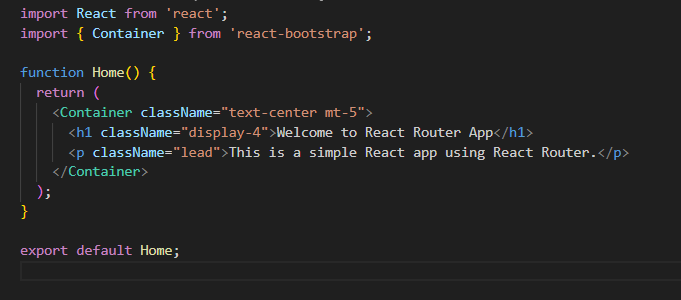 import React from 'react';
import { Container } from 'react-bootstrap';

function Home() {
  return (
    <Container className="text-center mt-5">
      <h1 className="display-4">Welcome to React Router App</h1>
      <p className="lead">This is a simple React app using React Router.</p>
    </Container>
  );
}

export default Home;